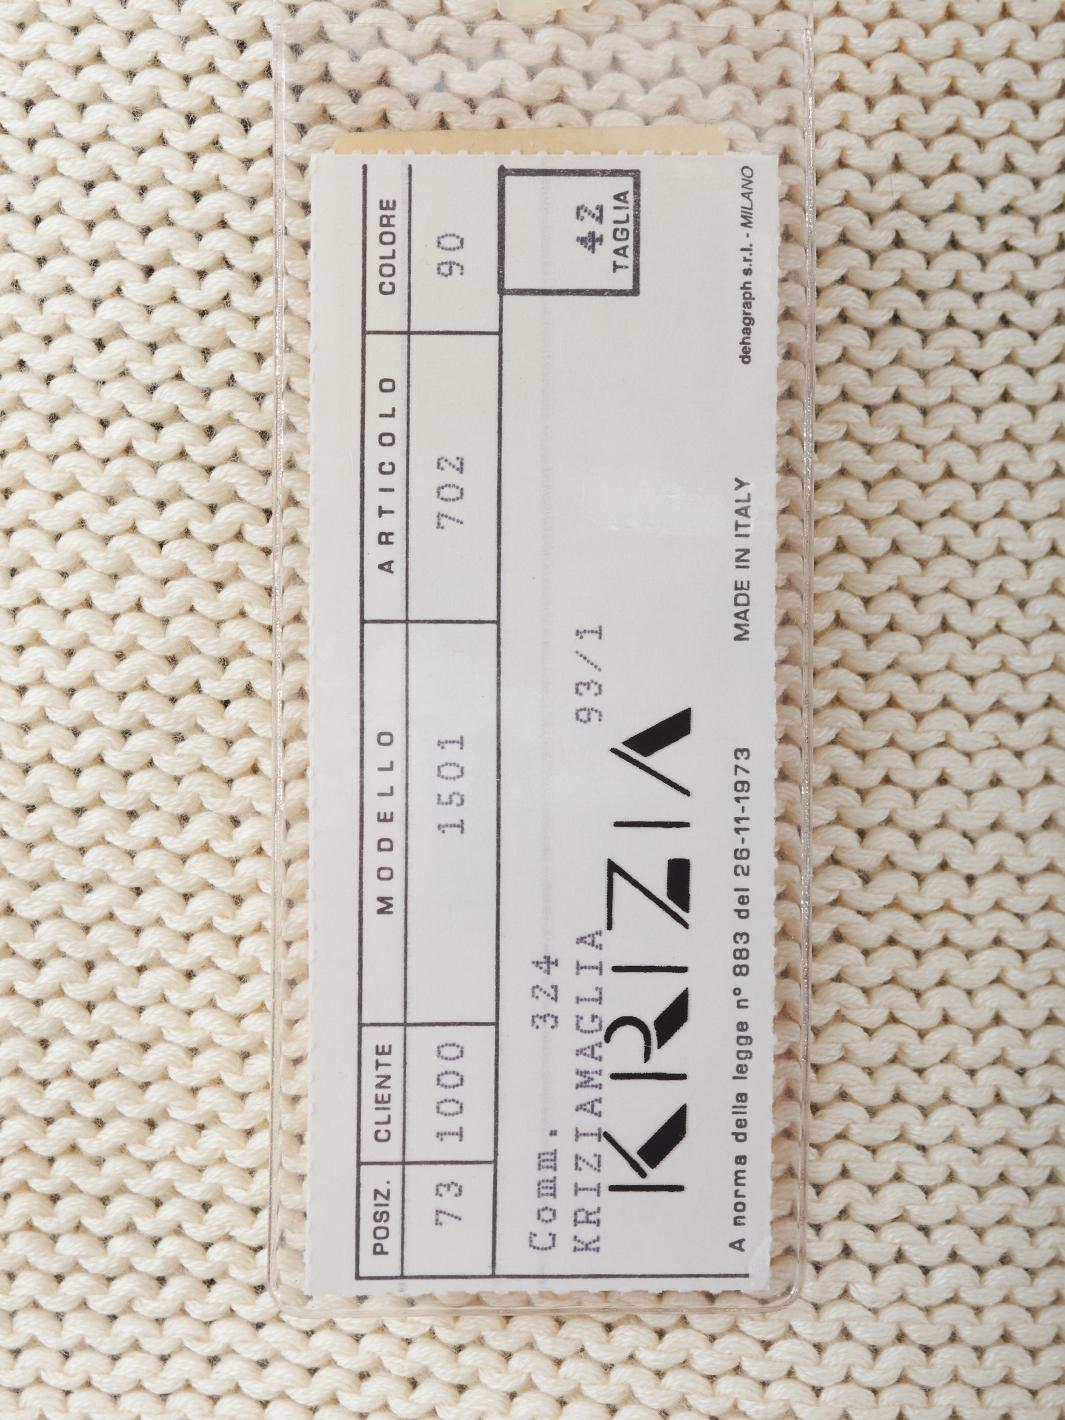 POSIZ. CLIENTE MODELLO ARTICOLO COLORE
73 1000 1501 702 90
Comm. 324
KRIZIAMAGLIA 93/1 42
TAGLIA
KRIZIA
A norma della legge n° 883 del 26-11-1973 MADE IN ITALY dehagraph s.r.l. - MILANO